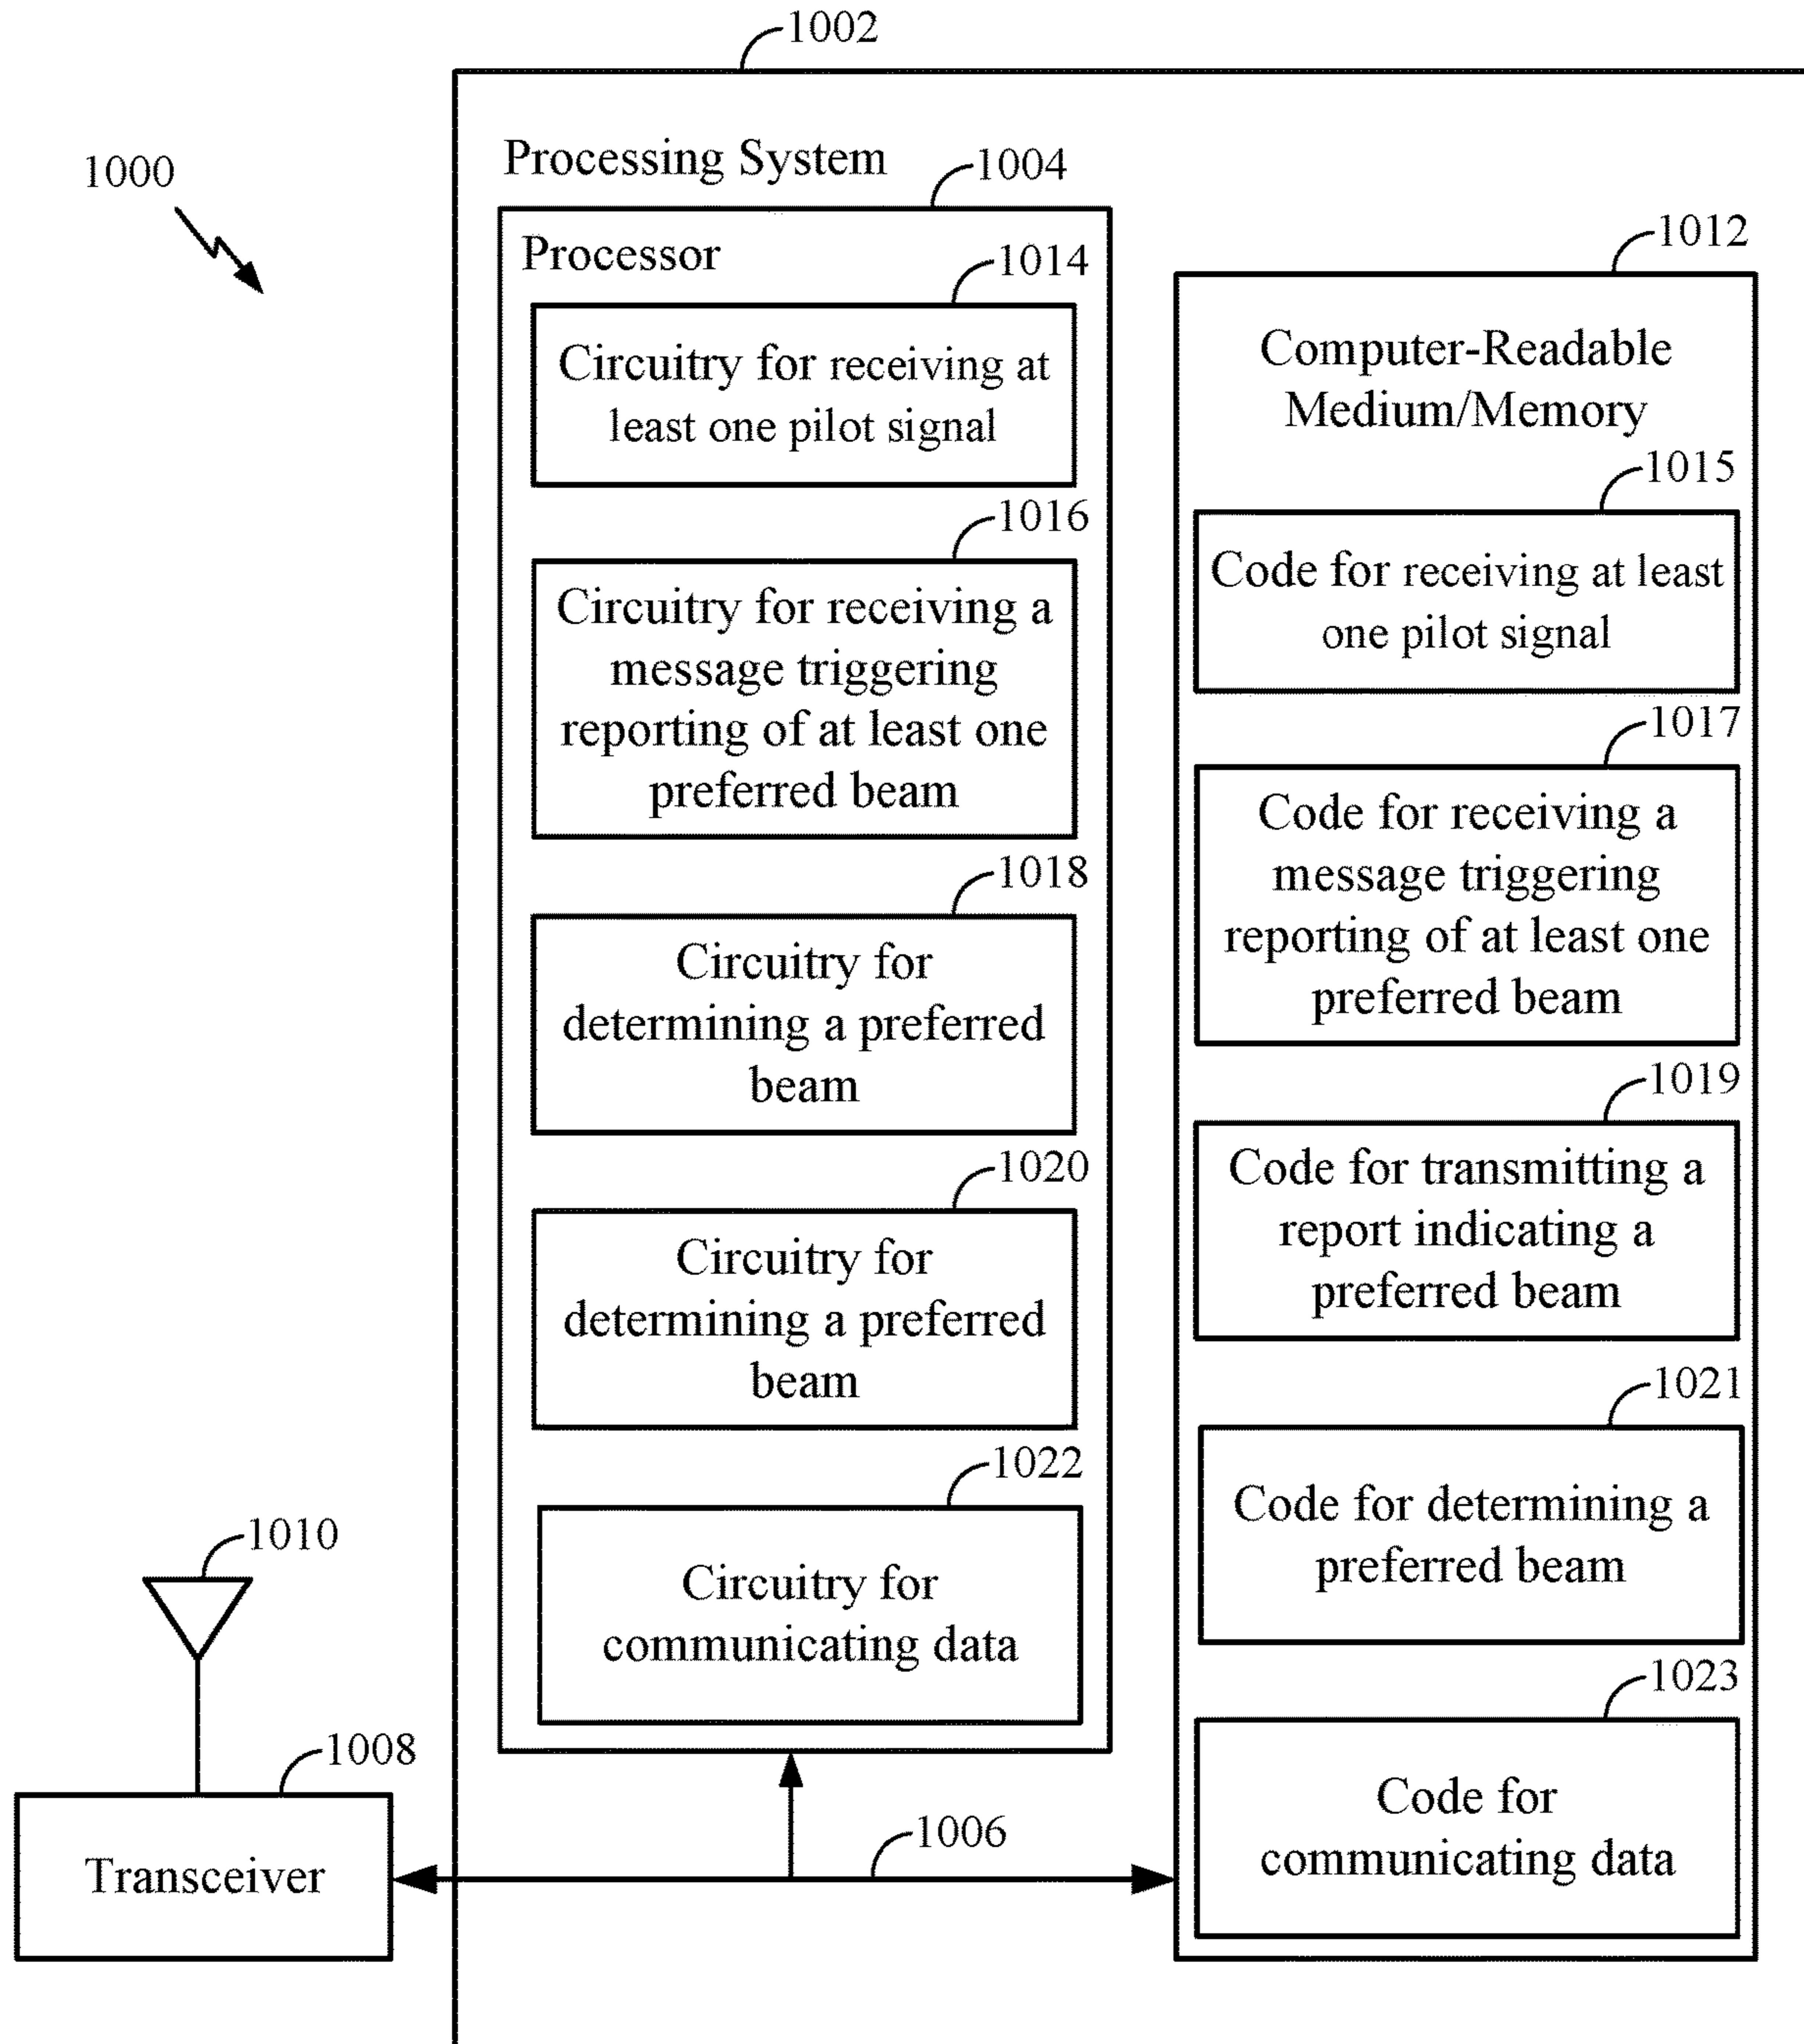 1002
1000
Processing System
1004
Processor
1014
Circuitry for receiving at
least one pilot signal
1016
Circuitry for receiving a
message triggering
reporting of at least one
preferred beam
1018
Circuitry for
determining a preferred
beam
1020
Circuitry for
determining a preferred
beam
1022
Circuitry for
communicating data
1012
Computer-Readable
Medium/Memory
1015
Code for receiving at least
one pilot signal
1017
Code for receiving a
message triggering
reporting of at least one
preferred beam
1019
Code for transmitting a
report indicating a
preferred beam
1021
Code for determining a
preferred beam
1023
Code for
communicating data
1010
1008
Transceiver
1006